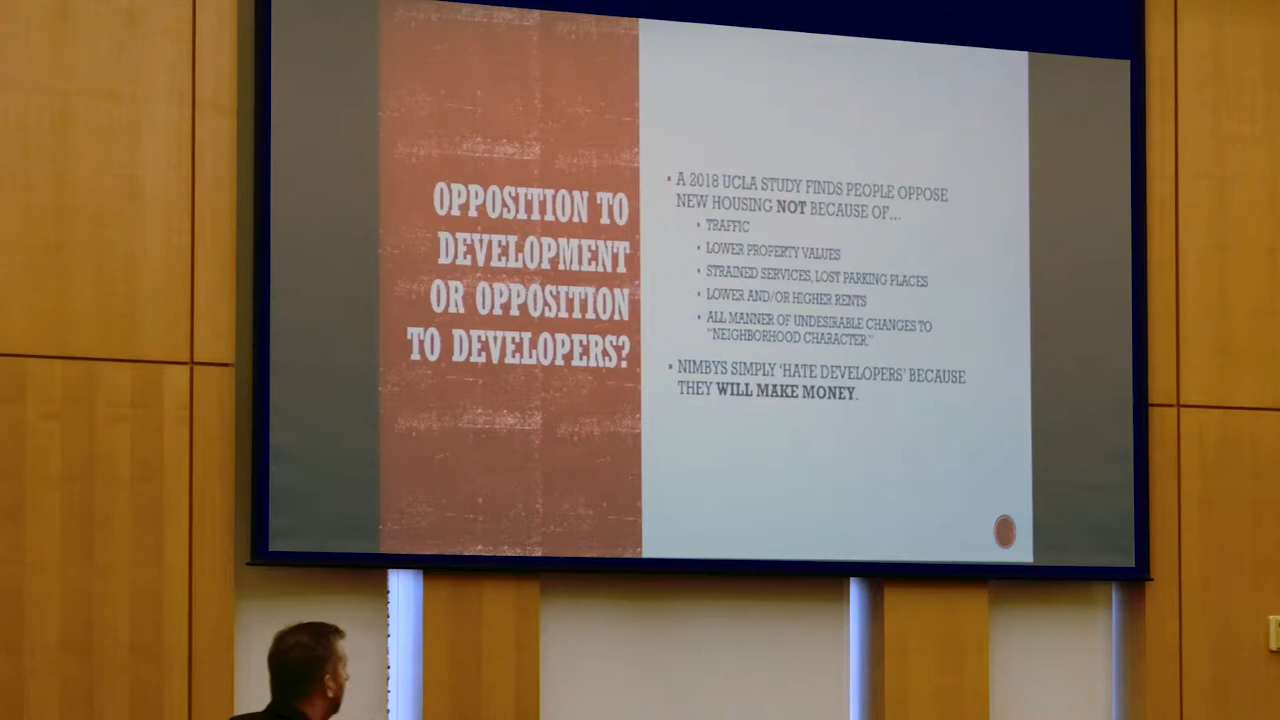 OPPOSITION TO
DEVELOPMENT
OR OPPOSITION
TO DEVELOPERS?
▪ A 2018 UCLA STUDY FINDS PEOPLE OPPOSE
NEW HOUSING NOT BECAUSE OF...
▪ TRAFFIC
▪ LOWER PROPERTY VALUES
▪ STRAINED SERVICES, LOST PARKING PLACES
▪ LOWER AND/OR HIGHER RENTS
▪ ALL MANNER OF UNDESIRABLE CHANGES TO
"NEIGHBORHOOD CHARACTER."
▪ NIMBYS SIMPLY 'HATE DEVELOPERS' BECAUSE
THEY WILL MAKE MONEY.